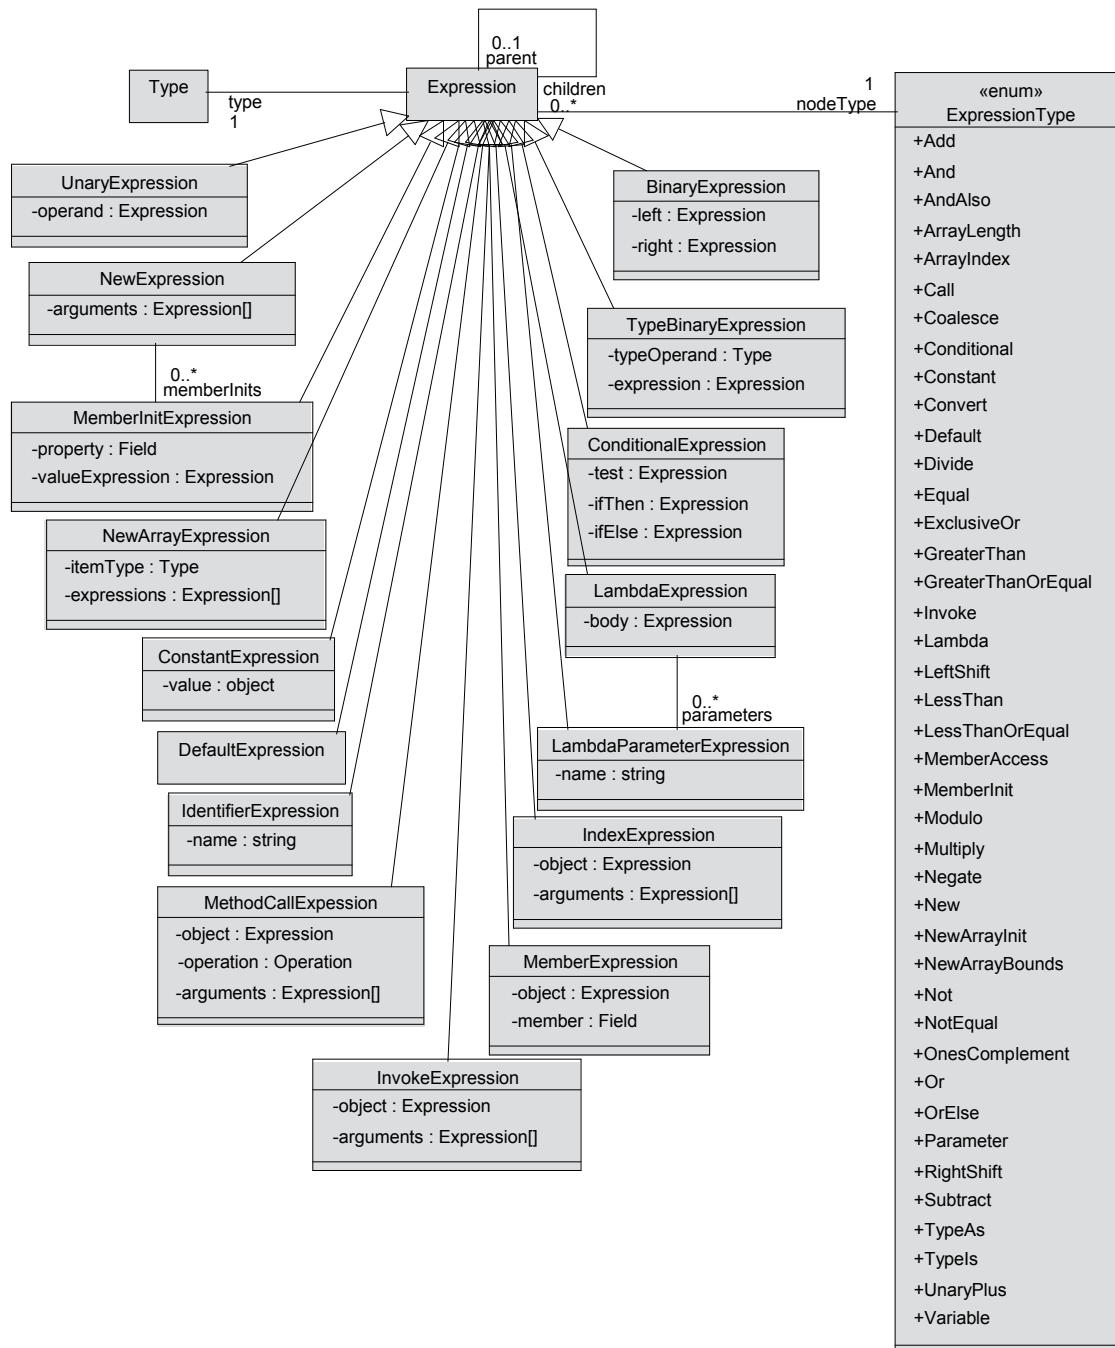 0..1
parent
Type
Expression
type
1
children
0..*
1
nodeType
«enum»
ExpressionType
+Add
+And
+AndAlso
+ArrayLength
+ArrayIndex
+Call
+Coalesce
+Conditional
+Constant
+Convert
+Default
+Divide
+Equal
+ExclusiveOr
+GreaterThan
+GreaterThanOrEqual
+Invoke
+Lambda
+LeftShift
+LessThan
+LessThanOrEqual
+MemberAccess
+MemberInit
+Modulo
+Multiply
+Negate
+New
+NewArrayInit
+NewArrayBounds
+Not
+NotEqual
+OnesComplement
+Or
+OrElse
+Parameter
+RightShift
+Subtract
+TypeAs
+TypeIs
+UnaryPlus
+Variable
UnaryExpression
-operand : Expression
NewExpression
-arguments : Expression[]
0..*
memberInits
MemberInitExpression
-property : Field
-valueExpression : Expression
NewArrayExpression
-itemType : Type
-expressions : Expression[]
ConstantExpression
-value : object
DefaultExpression
IdentifierExpression
-name : string
MethodCallExpession
-object : Expression
-operation : Operation
-arguments : Expression[]
InvokeExpression
-object : Expression
-arguments : Expression[]
BinaryExpression
-left : Expression
-right : Expression
TypeBinaryExpression
-typeOperand : Type
-expression : Expression
ConditionalExpression
-test : Expression
-ifThen : Expression
-ifElse : Expression
LambdaExpression
-body : Expression
0..*
parameters
LambdaParameterExpression
-name : string
IndexExpression
-object : Expression
-arguments : Expression[]
MemberExpression
-object : Expression
-member : Field